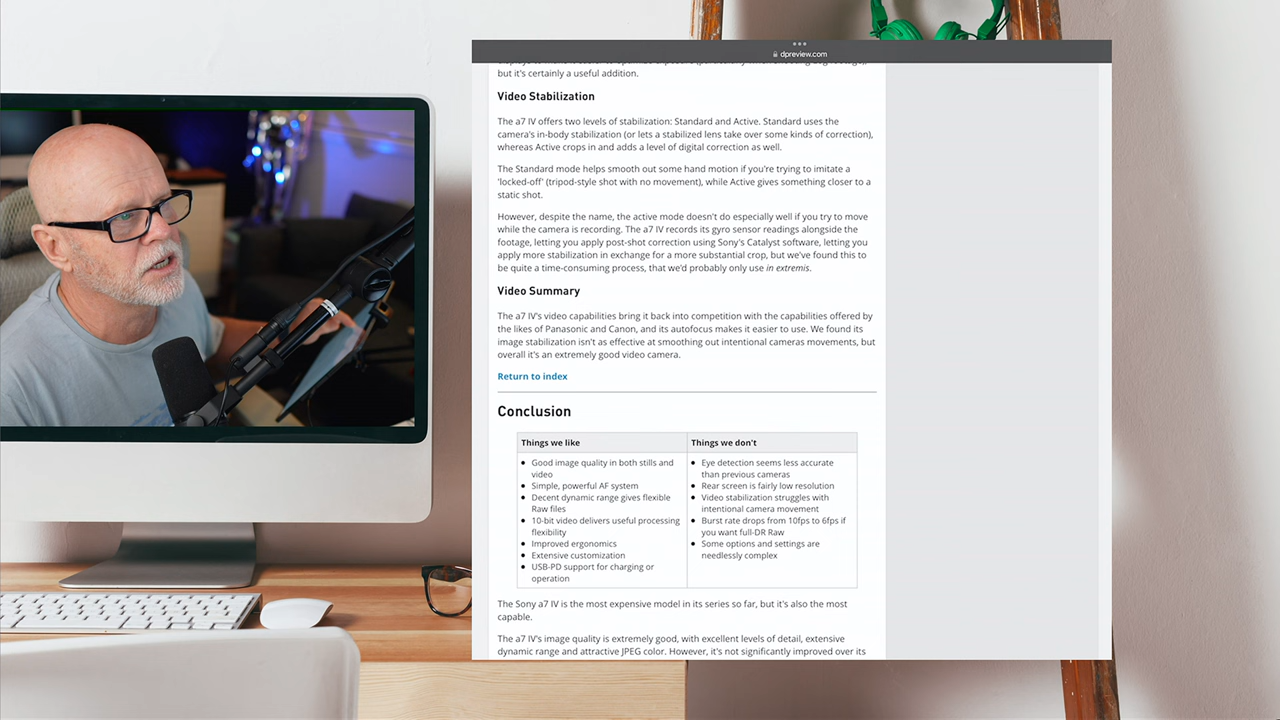 dpreview.com
but it's certainly a useful addition.
Video Stabilization
The a7 IV offers two levels of stabilization: Standard and Active. Standard uses the
camera's in-body stabilization (or lets a stabilized lens take over some kinds of correction),
whereas Active crops in and adds a level of digital correction as well.
The Standard mode helps smooth out some hand motion if you're trying to imitate a
'locked-off' (tripod-style shot with no movement), while Active gives something closer to a
static shot.
However, despite the name, the active mode doesn't do especially well if you try to move
while the camera is recording. The a7 IV records its gyro sensor readings alongside the
footage, letting you apply post-shot correction using Sony's Catalyst software, letting you
apply more stabilization in exchange for a more substantial crop, but we've found this to
be quite a time-consuming process, that we'd probably only use in extremis.
Video Summary
The a7 IV's video capabilities bring it back into competition with the capabilities offered by
the likes of Panasonic and Canon, and its autofocus makes it easier to use. We found its
image stabilization isn't as effective at smoothing out intentional cameras movements, but
overall it's an extremely good video camera.
Return to index
Conclusion
Things we like
Good image quality in both stills and
video
Simple, powerful AF system
Decent dynamic range gives flexible
Raw files
10-bit video delivers useful processing
flexibility
Improved ergonomics
Extensive customization
USB-PD support for charging or
operation
Things we don't
Eye detection seems less accurate
than previous cameras
Rear screen is fairly low resolution
Video stabilization struggles with
intentional camera movement
Burst rate drops from 10fps to 6fps if
you want full-DR Raw
Some options and settings are
needlessly complex
The Sony a7 IV is the most expensive model in its series so far, but it's also the most
capable.
The a7 IV's image quality is extremely good, with excellent levels of detail, extensive
dynamic range and attractive JPEG color. However, it's not significantly improved over its